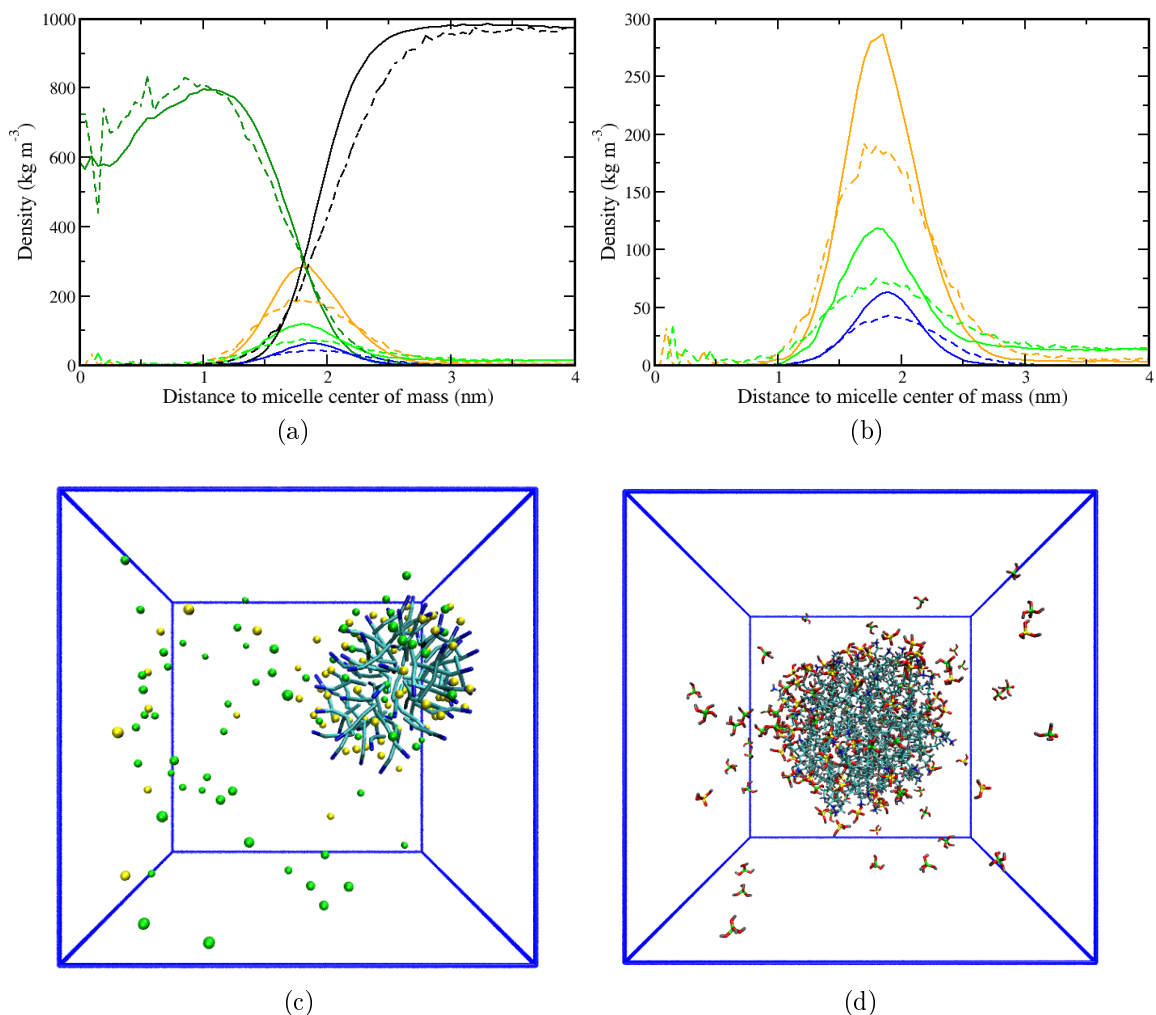 1000
800
600
400
200
0
Density (kg m-3)
0 1 2 3 4
Distance to micelle center of mass (nm)
(a)
300
250
200
150
100
50
0
Density (kg m-3)
0 1 2 3 4
Distance to micelle center of mass (nm)
(b)
(c)
(d)